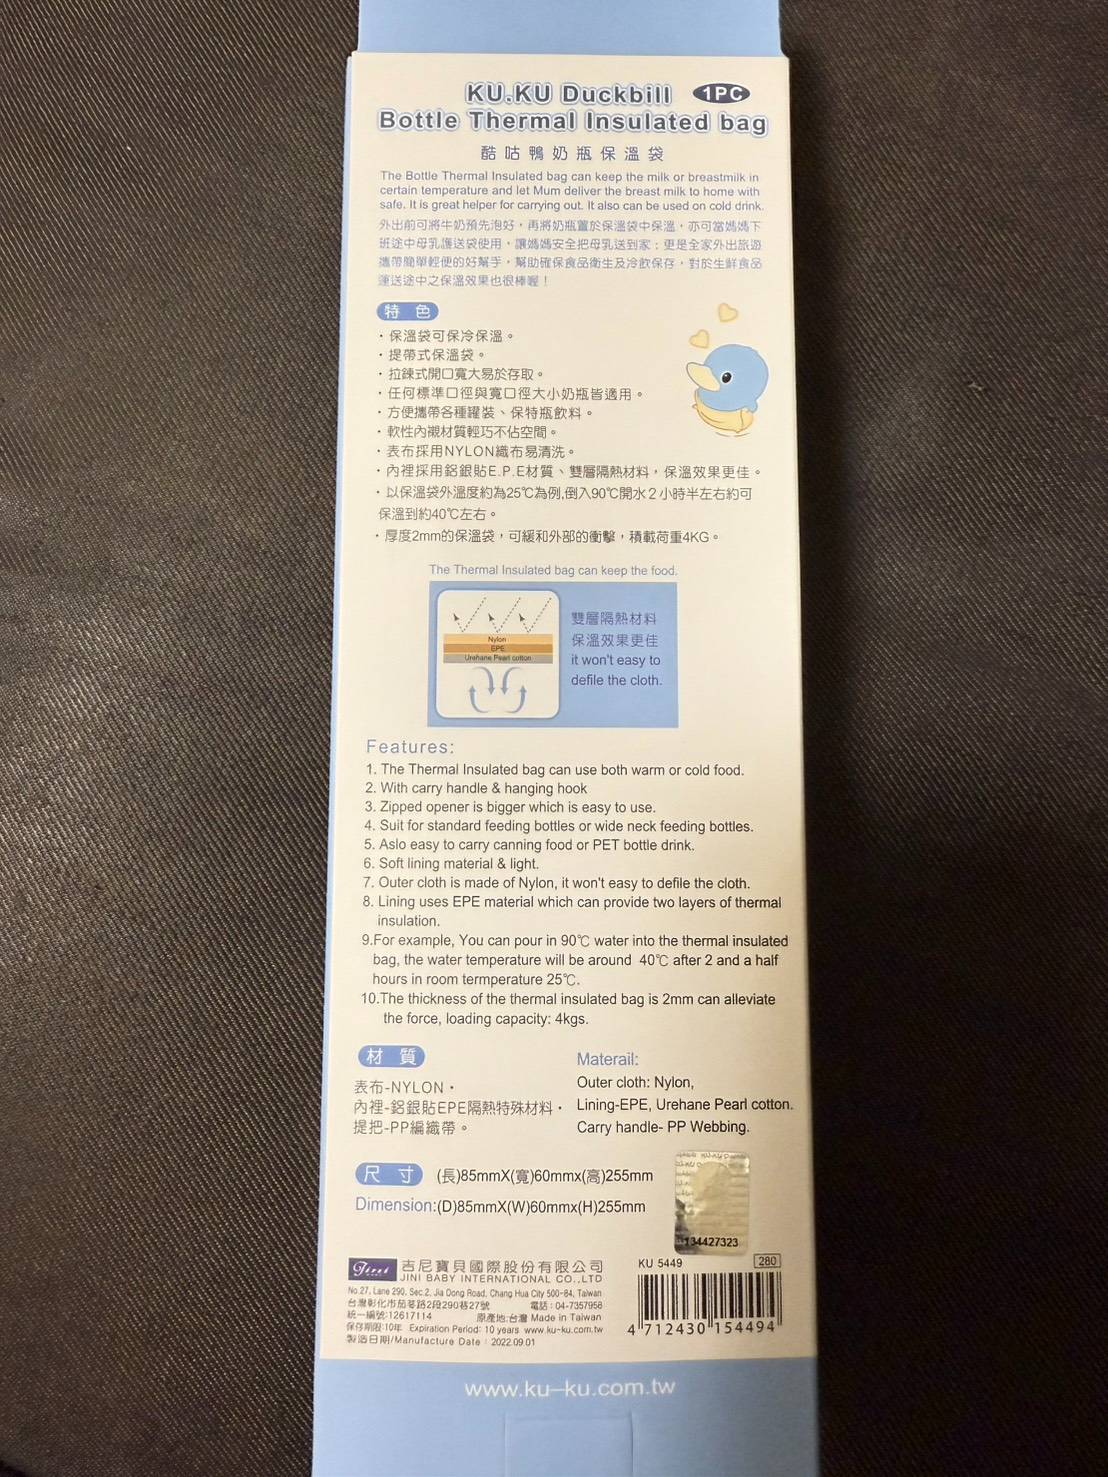 KU.KU Duckbill 1PC
Bottle Thermal Insulated bag
酷咕鴨奶瓶保溫袋
The Bottle Thermal Insulated bag can keep the milk or breastmilk in
certain temperature and let Mum deliver the breast milk to home with
safe. It is great helper for carrying out. It also can be used on cold drink.
外出前可將牛奶預先泡好，再將奶瓶置於保溫袋中保溫，亦可當媽媽下
班途中母乳護送袋使用，讓媽媽安全把母乳送到家；更是全家外出旅遊
攜帶簡單輕便的好幫手，幫助確保食品衛生及冷飲保存，對於生鮮食品
運送途中之保溫效果也很棒喔！
特色
・保溫袋可保冷保溫。
・提帶式保溫袋。
・拉鍊式開口寬大易於存取。
・任何標準口徑與寬口徑大小奶瓶皆適用。
・方便攜帶各種罐裝、保特瓶飲料。
・軟性內襯材質輕巧不佔空間。
・表布採用NYLON織布易清洗。
・內裡採用鋁銀貼E.P.E材質、雙層隔熱材料，保溫效果更佳。
・以保溫袋外溫度約為25℃為例,倒入90℃開水2小時半左右約可
保溫到約40℃左右。
・厚度2mm的保溫袋，可緩和外部的衝擊，積載荷重4KG。
The Thermal Insulated bag can keep the food.
Nylon
EPE
Urehane Pearl cotton
雙層隔熱材料
保溫效果更佳
it won't easy to
defile the cloth.
Features:
1. The Thermal Insulated bag can use both warm or cold food.
2. With carry handle & hanging hook
3. Zipped opener is bigger which is easy to use.
4. Suit for standard feeding bottles or wide neck feeding bottles.
5. Aslo easy to carry canning food or PET bottle drink.
6. Soft lining material & light.
7. Outer cloth is made of Nylon, it won't easy to defile the cloth.
8. Lining uses EPE material which can provide two layers of thermal
insulation.
9.For example, You can pour in 90℃ water into the thermal insulated
bag, the water temperature will be around 40℃ after 2 and a half
hours in room termperature 25℃.
10.The thickness of the thermal insulated bag is 2mm can alleviate
the force, loading capacity: 4kgs.
材質
表布-NYLON・
內裡-鋁銀貼EPE隔熱特殊材料・
提把-PP編織帶。
Materail:
Outer cloth: Nylon,
Lining-EPE, Urehane Pearl cotton.
Carry handle- PP Webbing.
尺寸 (長)85mmX(寬)60mmx(高)255mm
Dimension:(D)85mmX(W)60mmx(H)255mm
134427323
Jini 吉尼寶貝國際股份有限公司
JINI BABY INTERNATIONAL CO.,LTD
No.27, Lane 290, Sec.2, Jia Dong Road, Chang Hua City 500-84, Taiwan
台灣彰化市茄苳路2段290巷27號 電話：04-7357958
統一編號:12617114 原產地:台灣 Made in Taiwan
保存期限:10年 Expiration Period: 10 years www.ku-ku.com.tw
製造日期/Manufacture Date：2022.09.01
KU 5449 280
4 712430 154494
www.ku-ku.com.tw